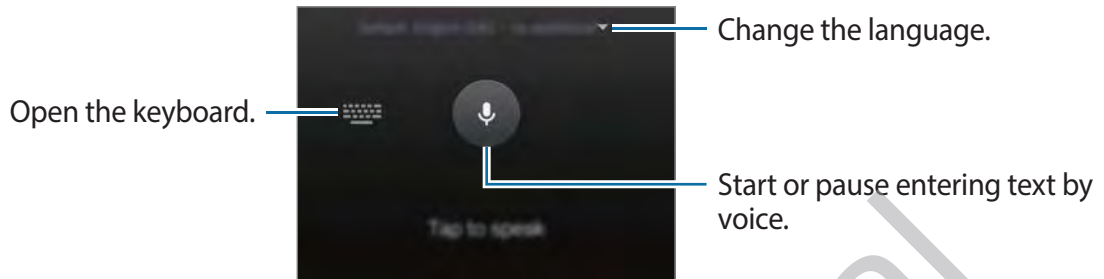 Change the language.
Open the keyboard.
Start or pause entering text by
voice.
Tap to speak